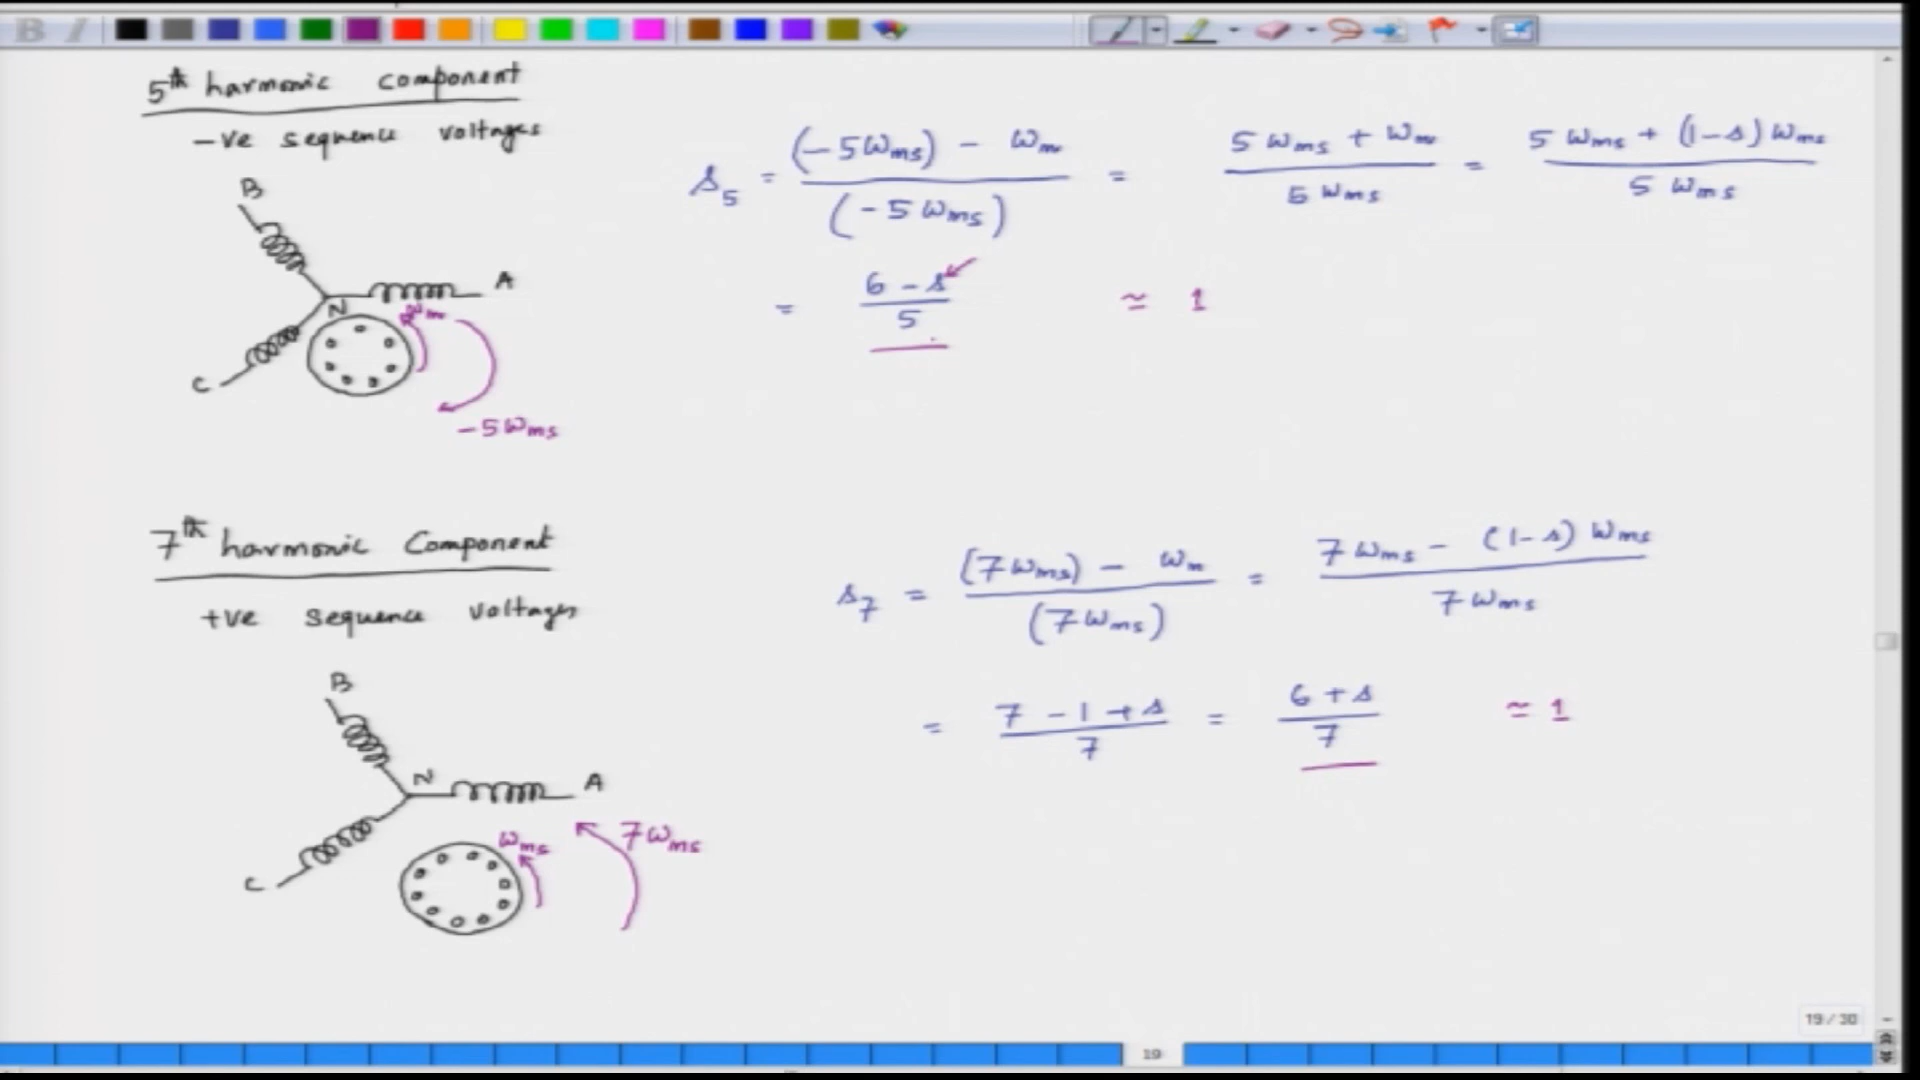 B I
5th harmonic component
-ve sequence voltages
B
A
N
ωm
C
-5ωms
s5 = (-5ωms) - ωm / (-5ωms) = 5ωms + ωm / 5ωms = 5ωms + (1-s)ωms / 5ωms
= 6-s / 5 ≃ 1
7th harmonic Component
+ve sequence voltages
B
N
A
ωms
7ωms
C
s7 = (7ωms) - ωm / (7ωms) = 7ωms - (1-s)ωms / 7ωms
= 7-1+s / 7 = 6+s / 7 ≃ 1
19/30
19